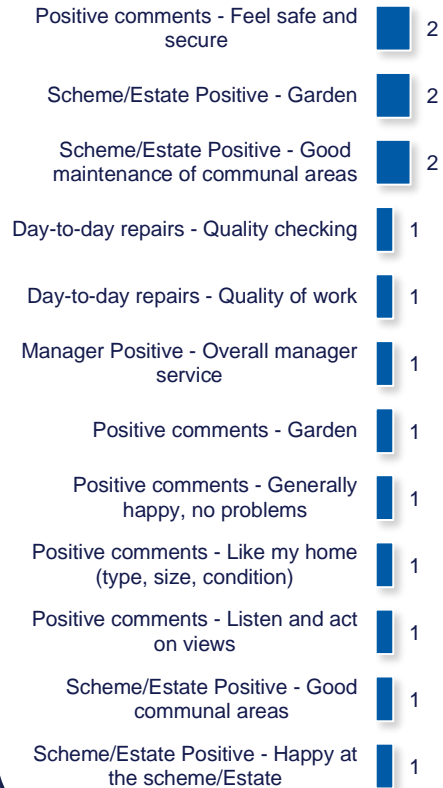 Positive comments - Feel safe and
secure
2
Scheme/Estate Positive - Garden
2
Scheme/Estate Positive - Good
maintenance of communal areas
2
Day-to-day repairs - Quality checking
1
Day-to-day repairs - Quality of work
1
Manager Positive - Overall manager
service
1
Positive comments - Garden
1
Positive comments - Generally
happy, no problems
1
Positive comments - Like my home
(type, size, condition)
1
Positive comments - Listen and act
on views
1
Scheme/Estate Positive - Good
communal areas
1
Scheme/Estate Positive - Happy at
the scheme/Estate
1